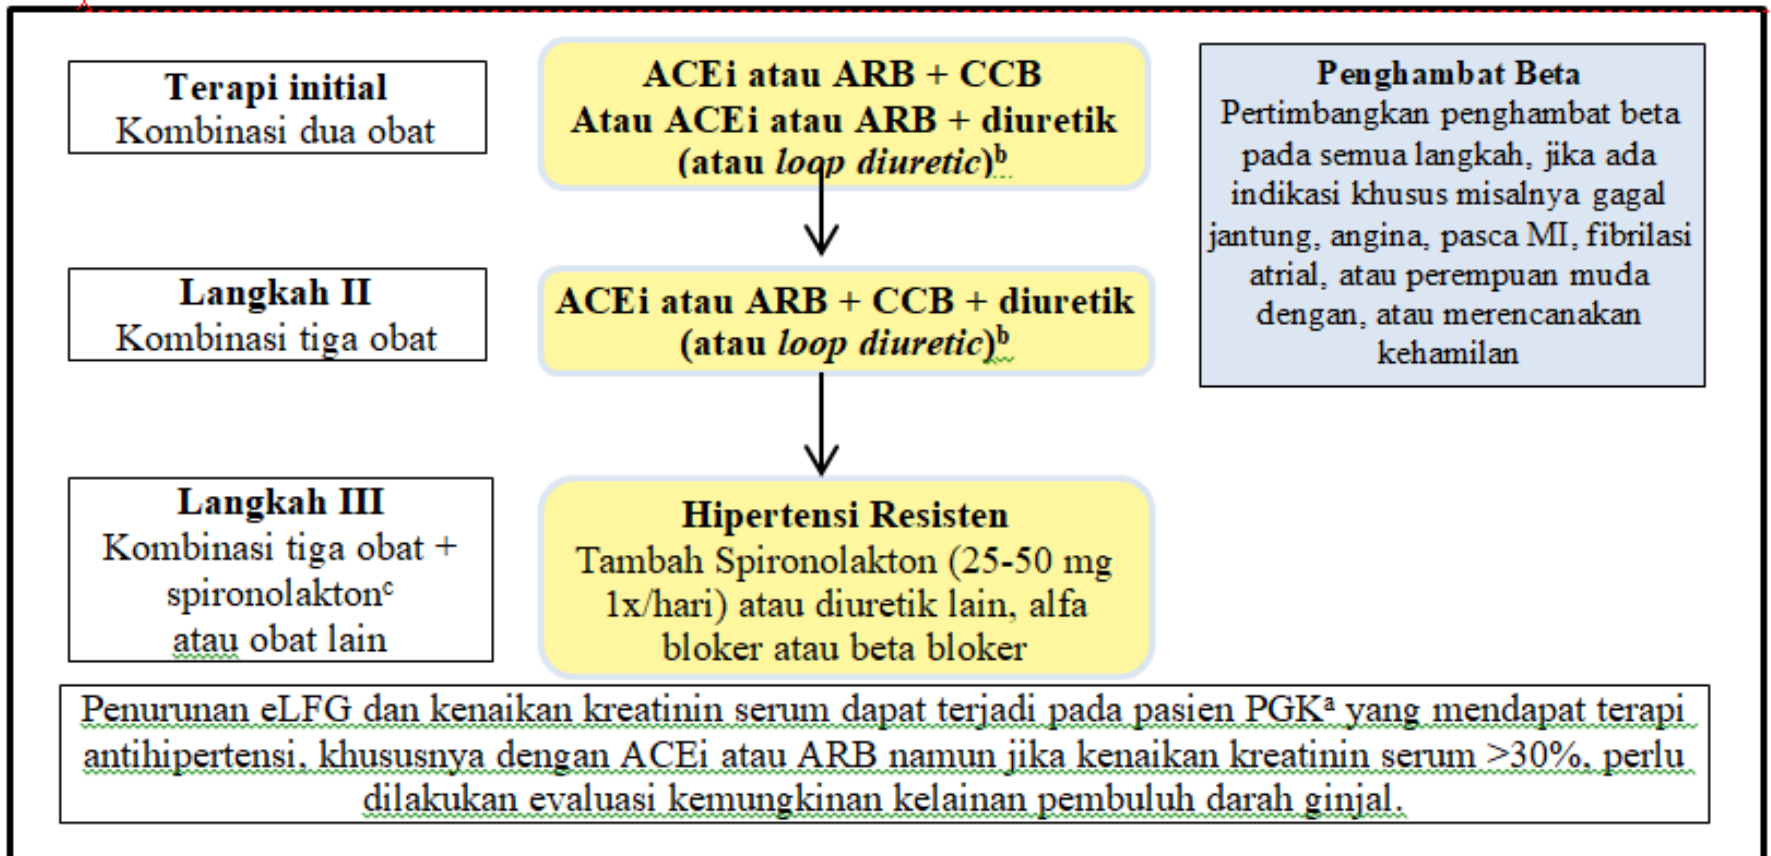 Terapi initial
Kombinasi dua obat
ACEi atau ARB + CCB
Atau ACEi atau ARB + diuretik
(atau loop diuretic)ᵇ
Penghambat Beta
Pertimbangkan penghambat beta
pada semua langkah, jika ada
indikasi khusus misalnya gagal
jantung, angina, pasca MI, fibrilasi
atrial, atau perempuan muda
dengan, atau merencanakan
kehamilan
Langkah II
Kombinasi tiga obat
ACEi atau ARB + CCB + diuretik
(atau loop diuretic)ᵇ
Langkah III
Kombinasi tiga obat +
spironolaktonᶜ
atau obat lain
Hipertensi Resisten
Tambah Spironolakton (25-50 mg
1x/hari) atau diuretik lain, alfa
bloker atau beta bloker
Penurunan eLFG dan kenaikan kreatinin serum dapat terjadi pada pasien PGKᵃ yang mendapat terapi
antihipertensi, khususnya dengan ACEi atau ARB namun jika kenaikan kreatinin serum >30%, perlu
dilakukan evaluasi kemungkinan kelainan pembuluh darah ginjal.